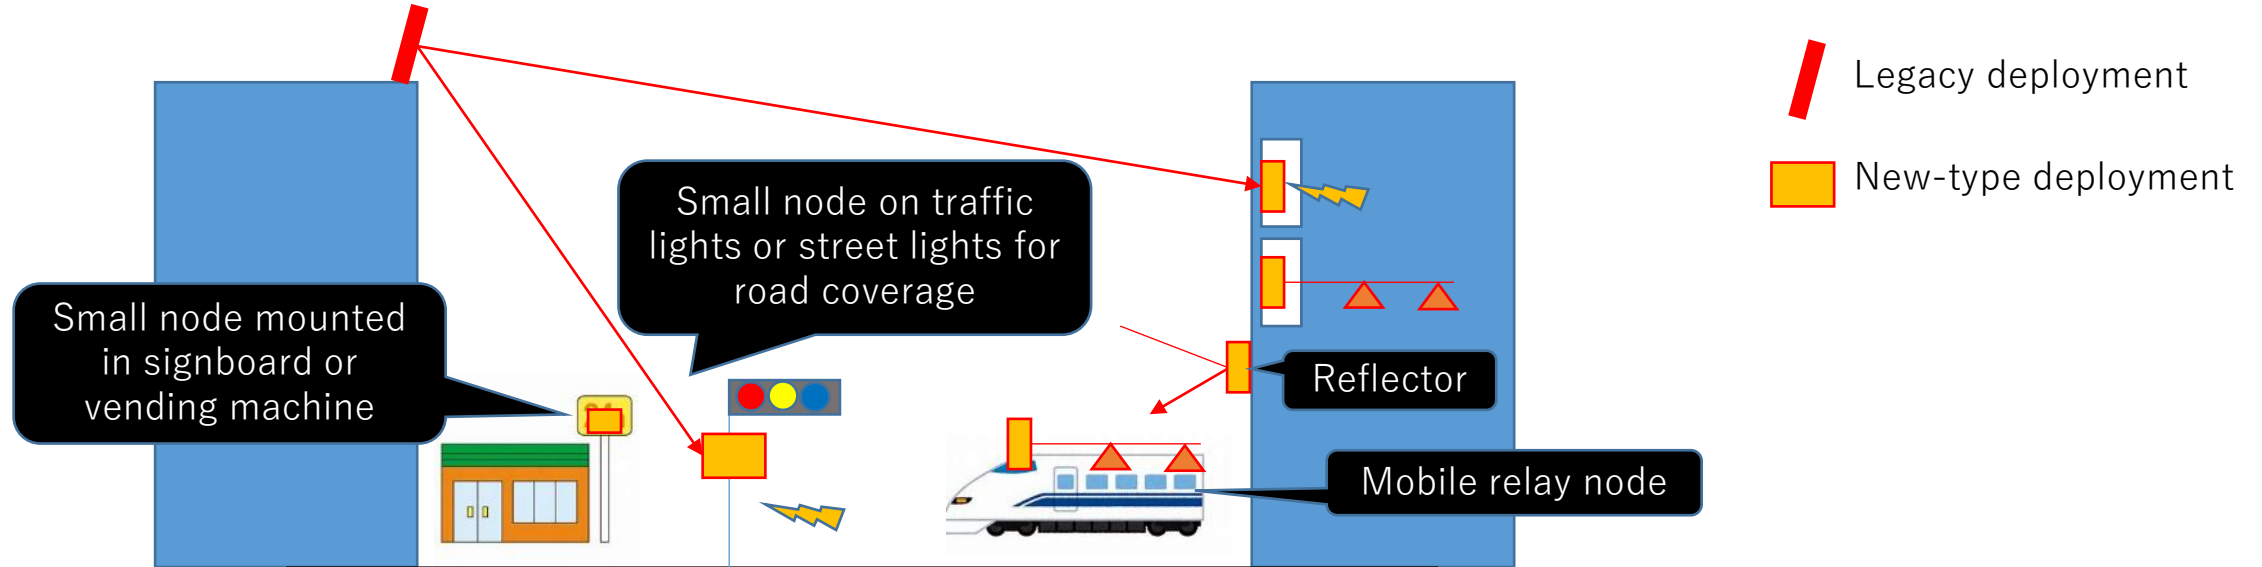 Legacy deployment
New-type deployment
Small node on traffic
lights or street lights for
road coverage
Small node mounted
in signboard or
vending machine
Reflector
Mobile relay node